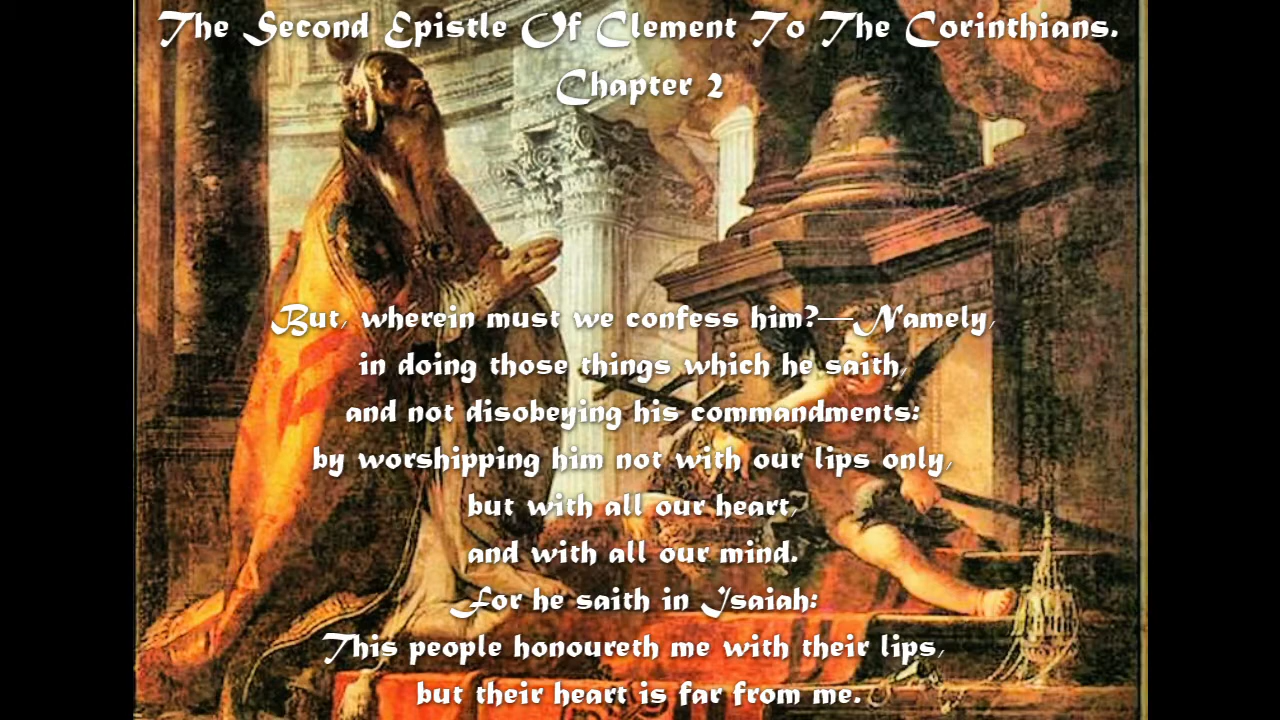 The Second Epistle Of Clement To The Corinthians.
Chapter 2
But, wherein must we confess him?—Namely,
in doing those things which he saith,
and not disobeying his commandments:
by worshipping him not with our lips only,
but with all our heart,
and with all our mind.
For he saith in Isaiah:
This people honoureth me with their lips,
but their heart is far from me.